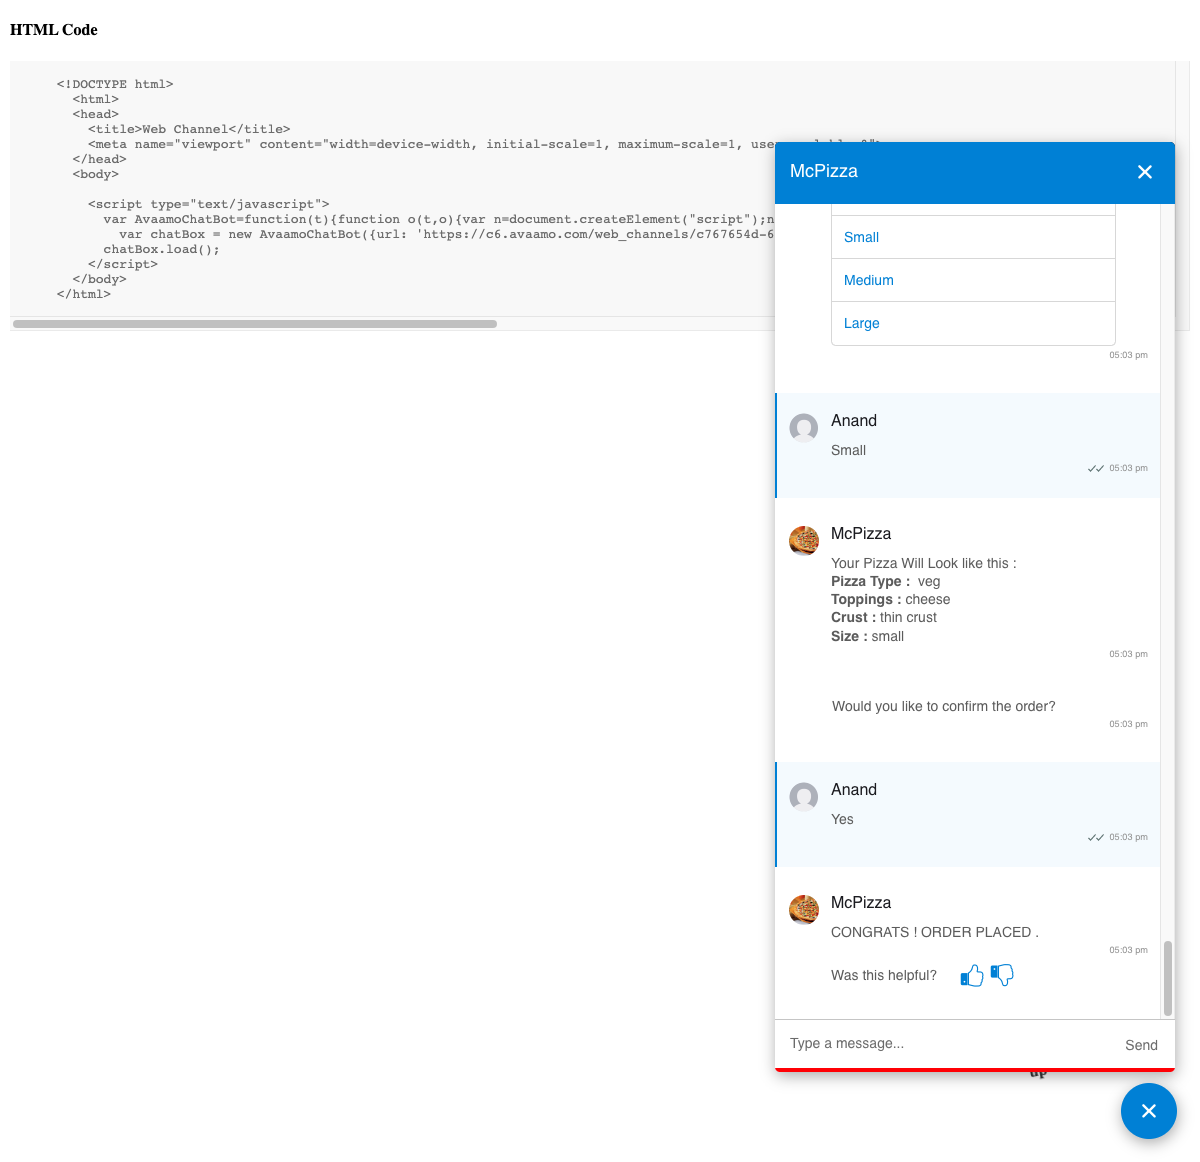 HTML Code
<!DOCTYPE html>
<html>
<head>
<title>Web Channel</title>
<meta name="viewport" content="width=device-width, initial-scale=1, maximum-scale=1,
</head>
<body>
<script type="text/javascript">
var AvaamoChatBot=function(t){function o(t,o){var n=document.createElement("script");n
var chatBox = new AvaamoChatBot({url: 'https://c6.avaamo.com/web_channels/c767654d-6
chatBox.load();
</script>
</body>
</html>
McPizza
Small
Medium
Large
05:03 pm
Anand
Small
05:03 pm
McPizza
Your Pizza Will Look like this :
Pizza Type : veg
Toppings : cheese
Crust : thin crust
Size : small
05:03 pm
Would you like to confirm the order?
05:03 pm
Anand
Yes
05:03 pm
McPizza
CONGRATS ! ORDER PLACED .
05:03 pm
Was this helpful?
Type a message...
Send
up